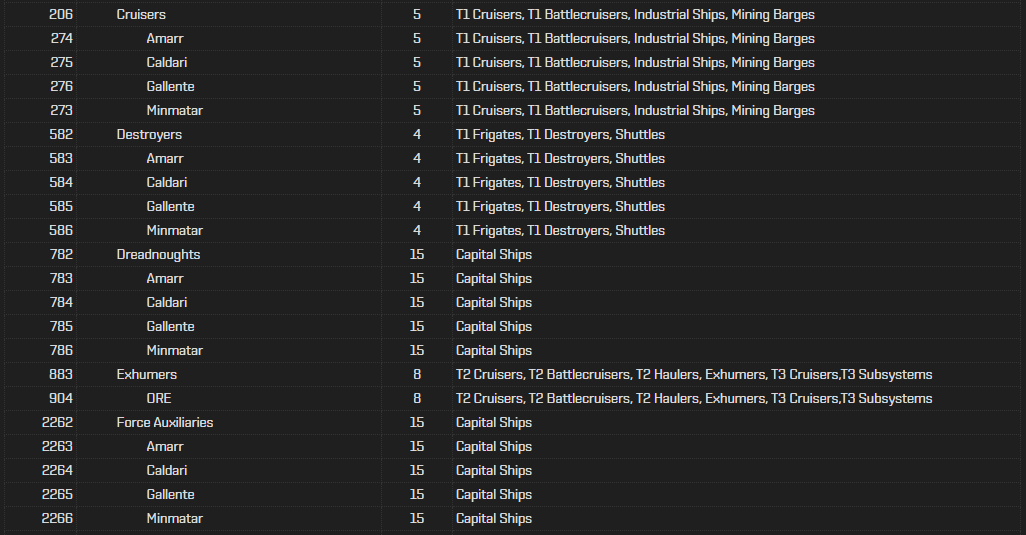 206 Cruisers 5 T1 Cruisers, T1 Battlecruisers, Industrial Ships, Mining Barges
274 Amarr 5 T1 Cruisers, T1 Battlecruisers, Industrial Ships, Mining Barges
275 Caldari 5 T1 Cruisers, T1 Battlecruisers, Industrial Ships, Mining Barges
276 Gallente 5 T1 Cruisers, T1 Battlecruisers, Industrial Ships, Mining Barges
273 Minmatar 5 T1 Cruisers, T1 Battlecruisers, Industrial Ships, Mining Barges
582 Destroyers 4 T1 Frigates, T1 Destroyers, Shuttles
583 Amarr 4 T1 Frigates, T1 Destroyers, Shuttles
584 Caldari 4 T1 Frigates, T1 Destroyers, Shuttles
585 Gallente 4 T1 Frigates, T1 Destroyers, Shuttles
586 Minmatar 4 T1 Frigates, T1 Destroyers, Shuttles
782 Dreadnoughts 15 Capital Ships
783 Amarr 15 Capital Ships
784 Caldari 15 Capital Ships
785 Gallente 15 Capital Ships
786 Minmatar 15 Capital Ships
883 Exhumers 8 T2 Cruisers, T2 Battlecruisers, T2 Haulers, Exhumers, T3 Cruisers,T3 Subsystems
904 ORE 8 T2 Cruisers, T2 Battlecruisers, T2 Haulers, Exhumers, T3 Cruisers,T3 Subsystems
2262 Force Auxiliaries 15 Capital Ships
2263 Amarr 15 Capital Ships
2264 Caldari 15 Capital Ships
2265 Gallente 15 Capital Ships
2266 Minmatar 15 Capital Ships